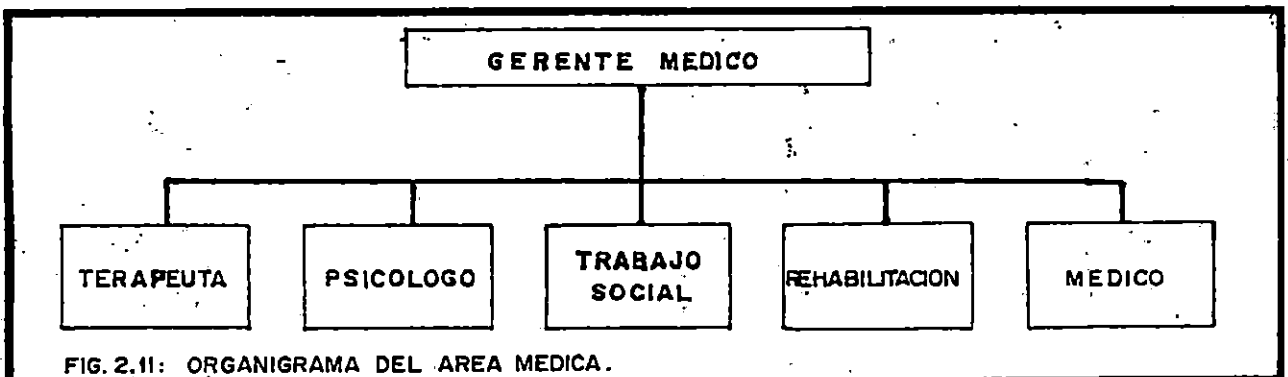 GERENTE MEDICO
TERAPEUTA
PSICOLOGO
TRABAJO
SOCIAL
REHABILITACION
MEDICO
FIG. 2.11: ORGANIGRAMA DEL AREA MEDICA.